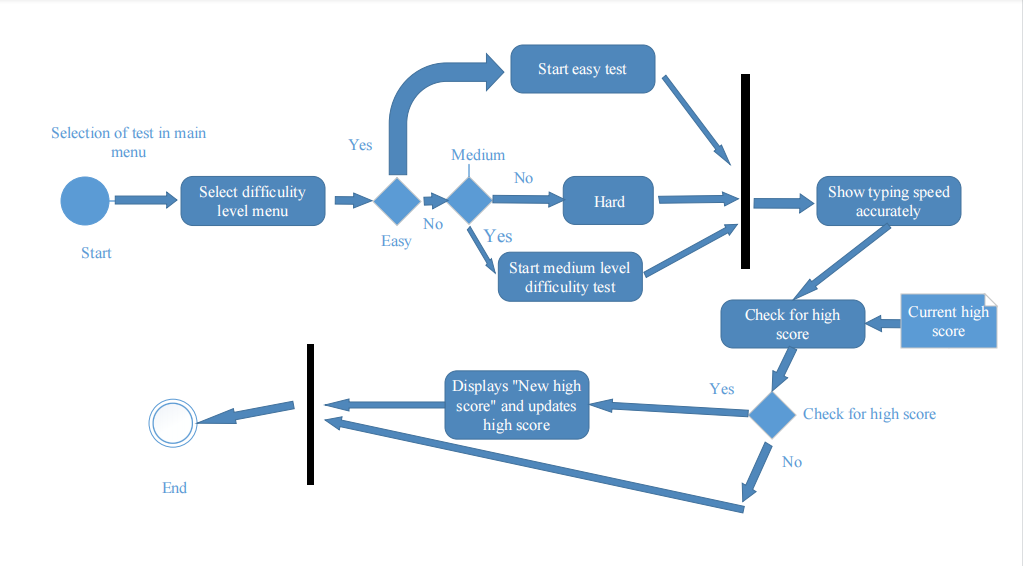 Start easy test
Selection of test in main
menu
Yes
Medium
No
Select difficulity
level menu
Hard
Show typing speed
accurately
No
Easy
Yes
Start
Start medium level
difficulity test
Check for high
score
Current high
score
Displays "New high
score" and updates
high score
Yes
Check for high score
No
End